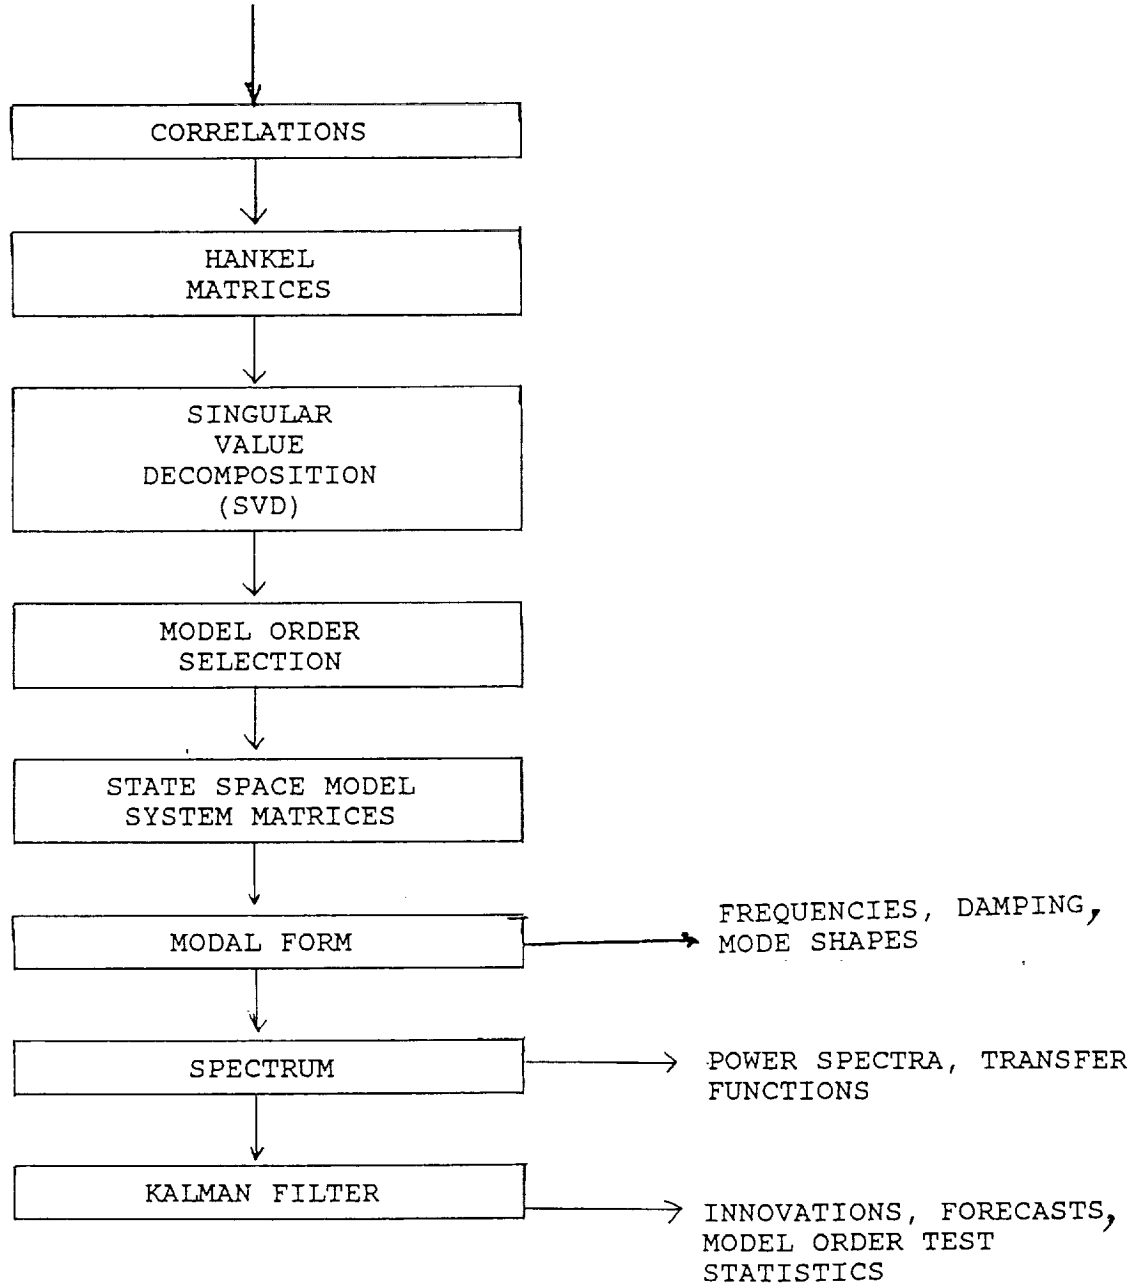 CORRELATIONS
HANKEL
MATRICES
SINGULAR
VALUE
DECOMPOSITION
(SVD)
MODEL ORDER
SELECTION
STATE SPACE MODEL
SYSTEM MATRICES
MODAL FORM
FREQUENCIES, DAMPING,
MODE SHAPES
SPECTRUM
POWER SPECTRA, TRANSFER
FUNCTIONS
KALMAN FILTER
INNOVATIONS, FORECASTS,
MODEL ORDER TEST
STATISTICS